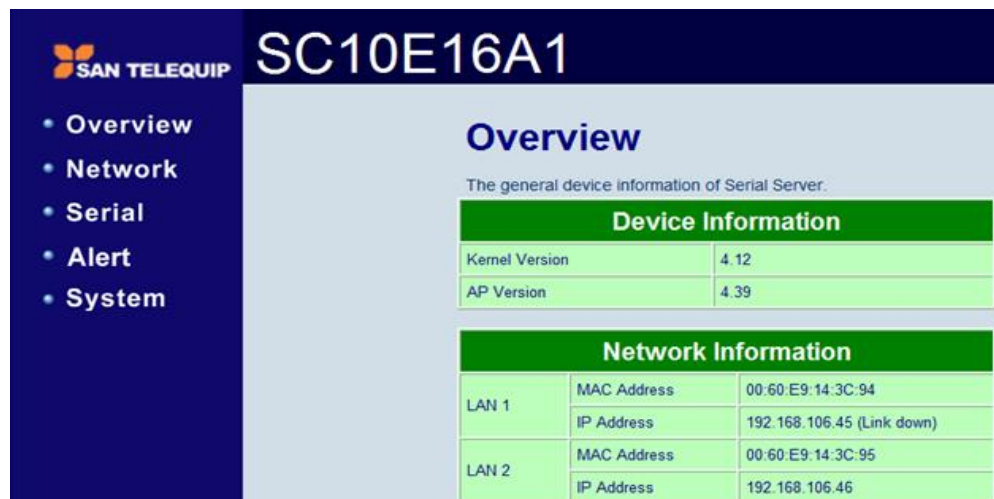 SAN TELEQUIP
SC10E16A1
Overview
Network
Serial
Alert
System
Overview
The general device information of Serial Server.
Device Information
Kernel Version 4.12
AP Version 4.39
Network Information
LAN 1
MAC Address 00:60:E9:14:3C:94
IP Address 192.168.106.45 (Link down)
LAN 2
MAC Address 00:60:E9:14:3C:95
IP Address 192.168.106.46